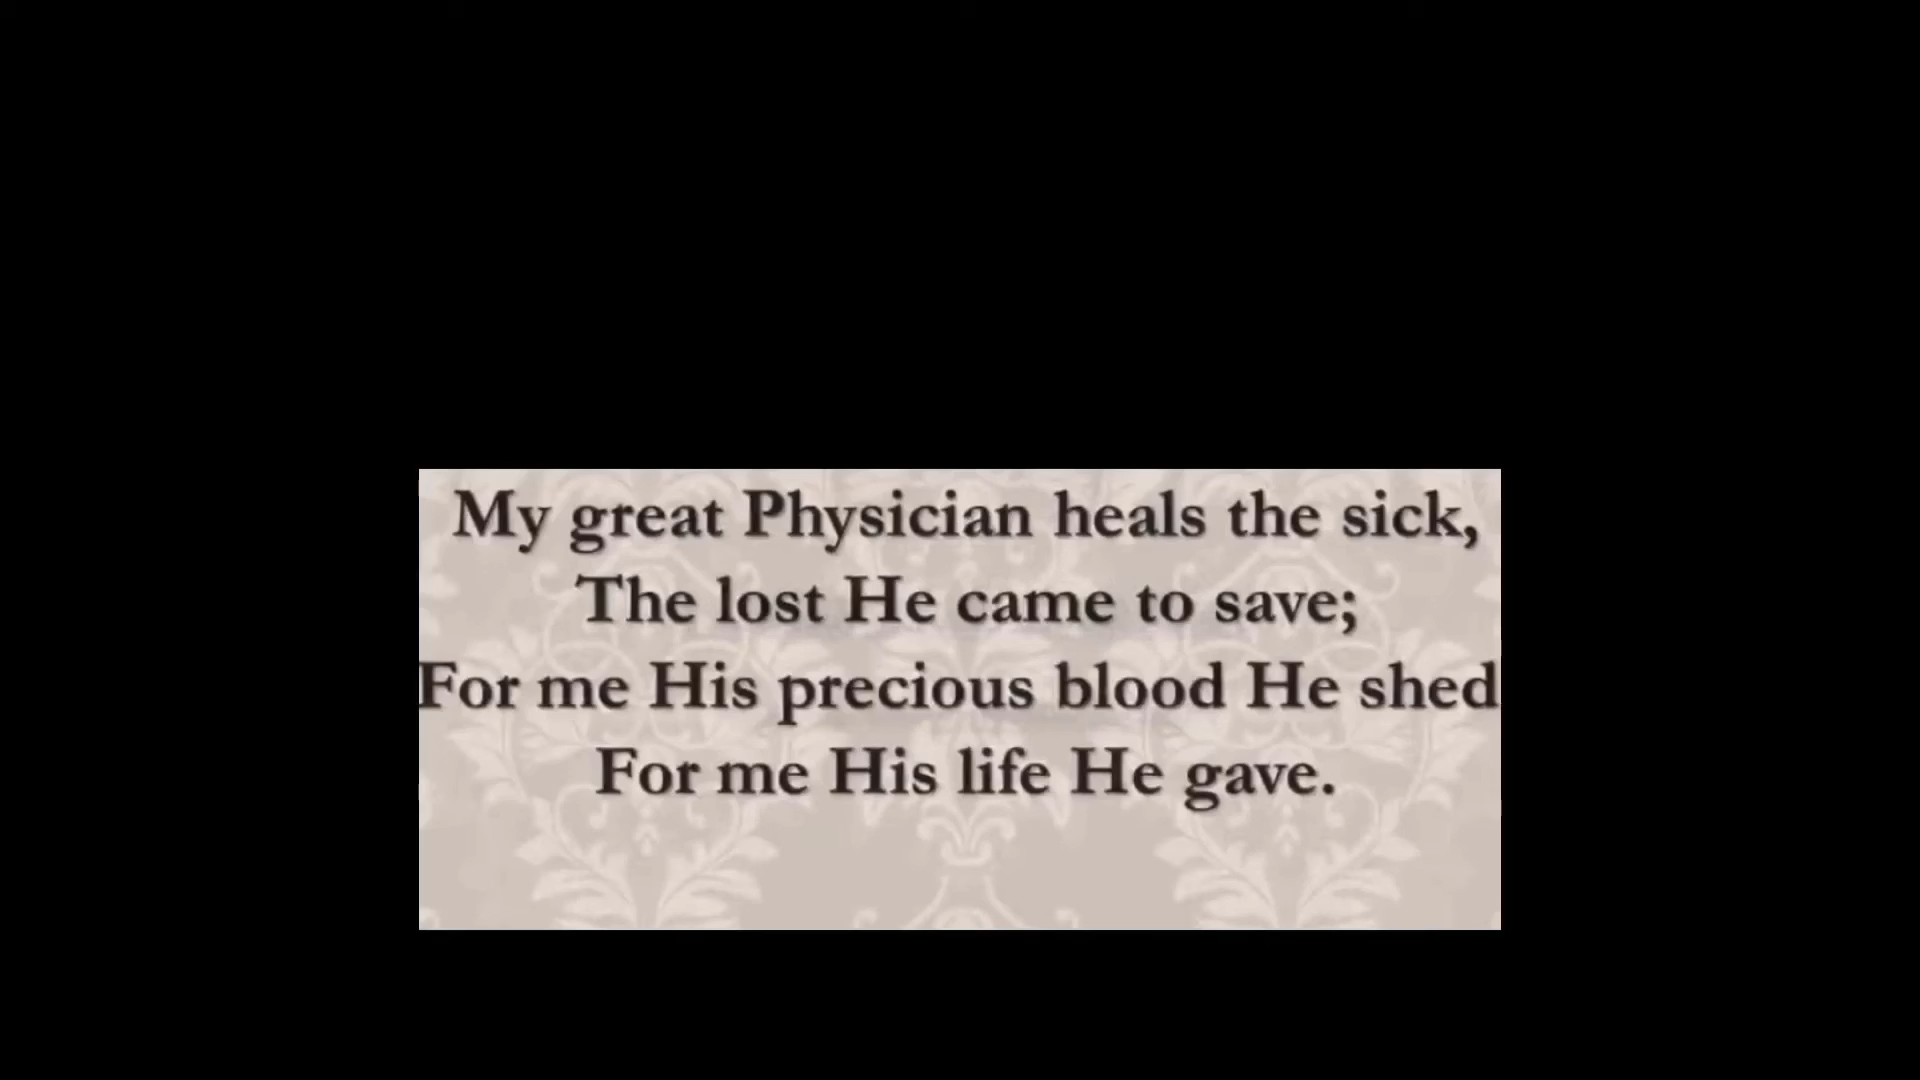 My great Physician heals the sick,
The lost He came to save;
For me His precious blood He shed
For me His life He gave.